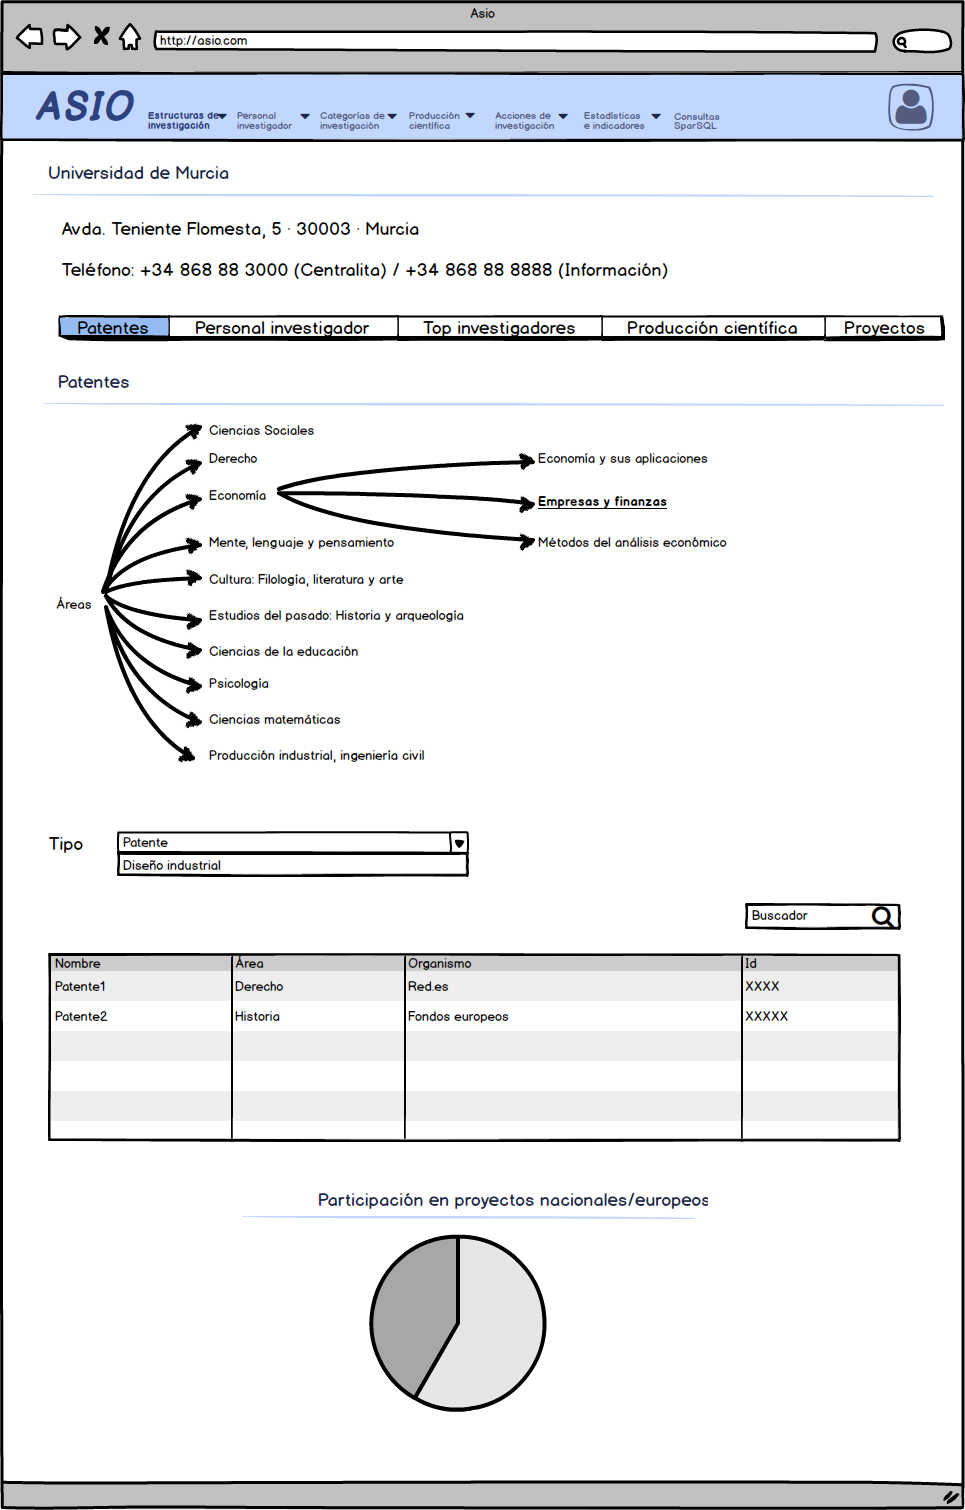 Asio
http://asio.com
ASIO
Estructuras de
investigación
Personal
investigador
Categorías de
investigación
Producción
científica
Acciones de
investigación
Estadísticas
e indicadores
Consultas
SparSQL
Universidad de Murcia
Avda. Teniente Flomesta, 5 · 30003 · Murcia
Teléfono: +34 868 88 3000 (Centralita) / +34 868 88 8888 (Información)
Patentes
Personal investigador
Top investigadores
Producción científica
Proyectos
Patentes
Áreas
Ciencias Sociales
Derecho
Economía
Economía y sus aplicaciones
Empresas y finanzas
Métodos del análisis económico
Mente, lenguaje y pensamiento
Cultura: Filología, literatura y arte
Estudios del pasado: Historia y arqueología
Ciencias de la educación
Psicología
Ciencias matemáticas
Producción industrial, ingeniería civil
Tipo
Patente
Diseño industrial
Buscador
Nombre Área Organismo Id
Patente1 Derecho Red.es XXXX
Patente2 Historia Fondos europeos XXXXX
Participación en proyectos nacionales/europeos